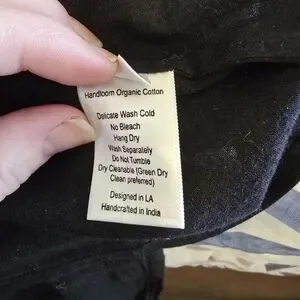 Handloom Organic Cotton
Delicate Wash Cold
No Bleach
Hang Dry
Wash Separately
Do Not Tumble
Dry Cleanable (Green Dry
Clean preferred)
Designed in LA
Handcrafted in India